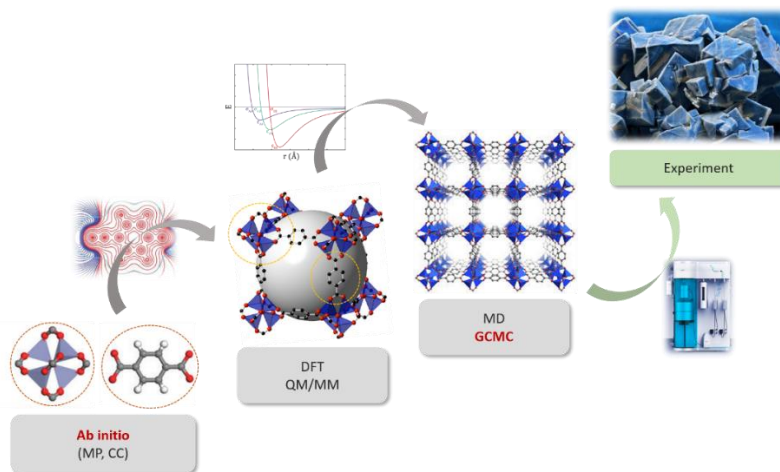 E
r (Å)
Experiment
MD
GCMC
DFT
QM/MM
Ab initio
(MP, CC)